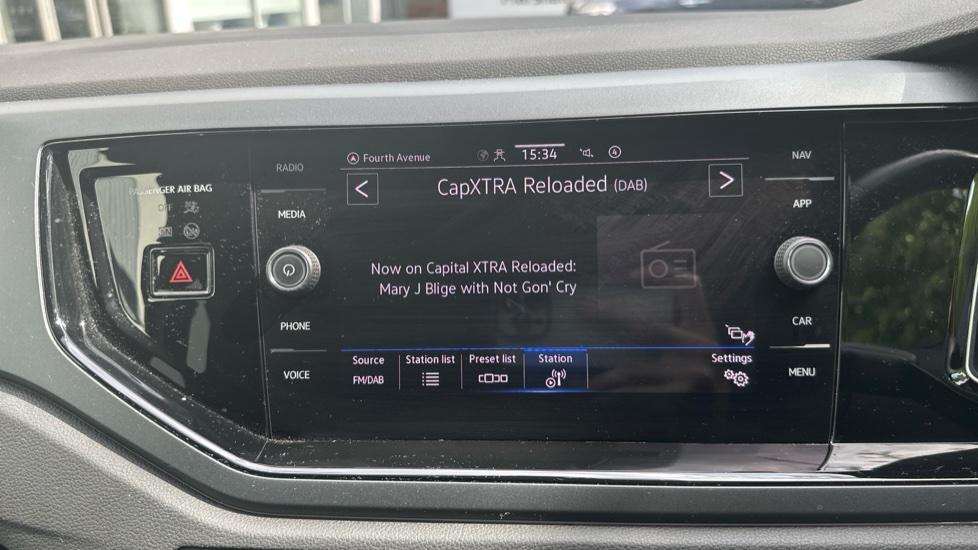 Fourth Avenue
15:34
4
CapXTRA Reloaded (DAB)
Now on Capital XTRA Reloaded:
Mary J Blige with Not Gon' Cry
Source
Station list
Preset list
Station
Settings
FM/DAB
PASSENGER AIR BAG
OFF
ON
RADIO
MEDIA
PHONE
VOICE
NAV
APP
CAR
MENU